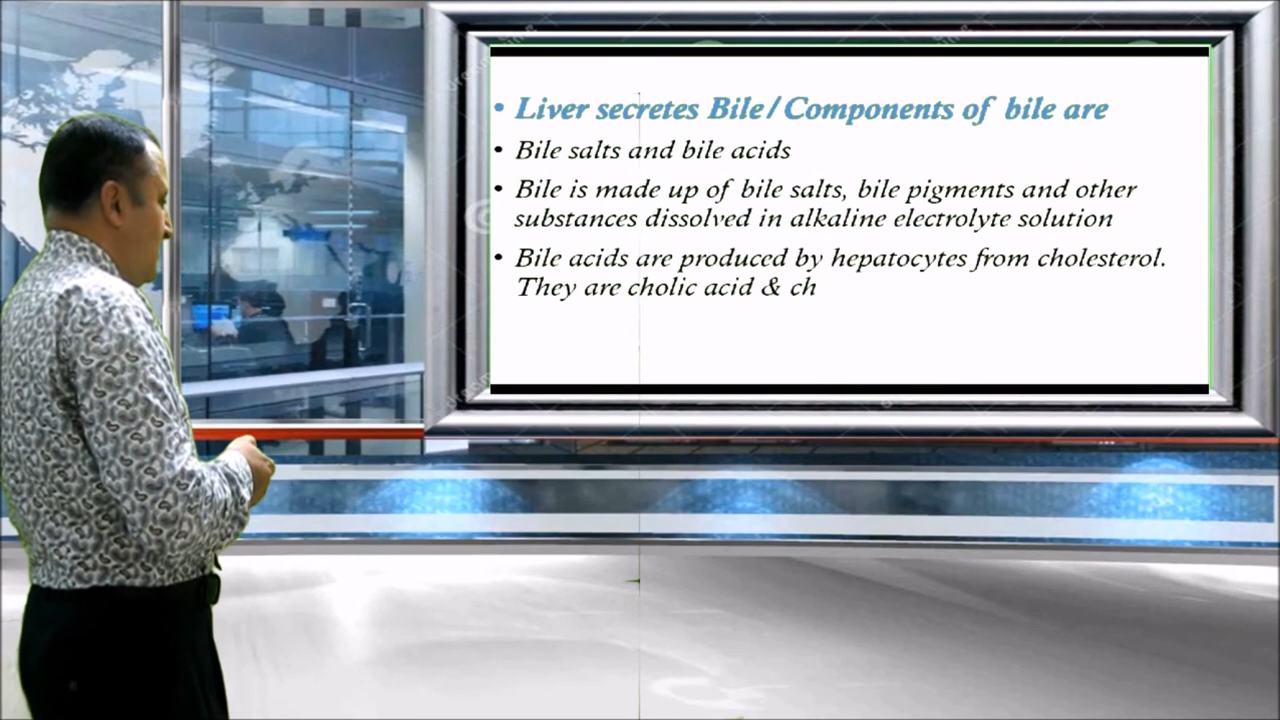 • Liver secretes Bile/Components of bile are
• Bile salts and bile acids
• Bile is made up of bile salts, bile pigments and other
substances dissolved in alkaline electrolyte solution
• Bile acids are produced by hepatocytes from cholesterol.
They are cholic acid & ch